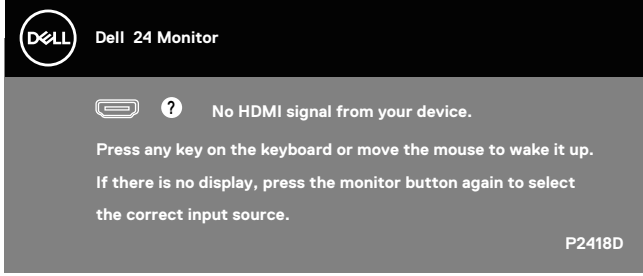 DELL
Dell 24 Monitor
? No HDMI signal from your device.
Press any key on the keyboard or move the mouse to wake it up.
If there is no display, press the monitor button again to select
the correct input source.
P2418D